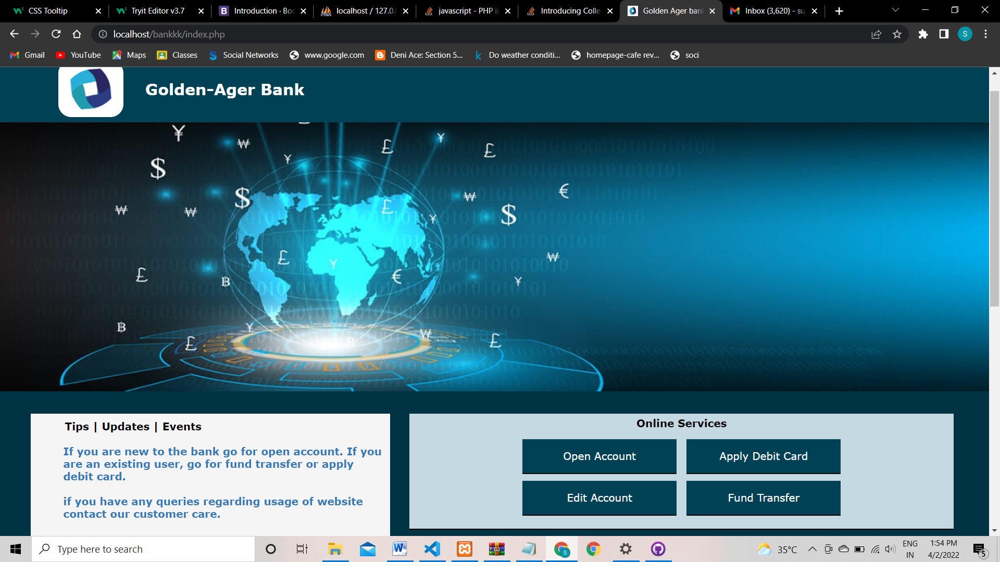 CSS Tooltip
Tryit Editor v3.7
Introduction · Boo
localhost / 127.0.0
javascript - PHP is
Introducing Colle
Golden Ager bank
Inbox (3,620) - su
localhost/bankkk/index.php
S
Gmail
YouTube
Maps
Classes
Social Networks
www.google.com
Deni Ace: Section 5...
Do weather conditi...
homepage-cafe rev...
soci
Golden-Ager Bank
Tips | Updates | Events
If you are new to the bank go for open account. If you
are an existing user, go for fund transfer or apply
debit card.
if you have any queries regarding usage of website
contact our customer care.
Online Services
Open Account
Apply Debit Card
Edit Account
Fund Transfer
Type here to search
35°C
ENG
IN
1:54 PM
4/2/2022
5